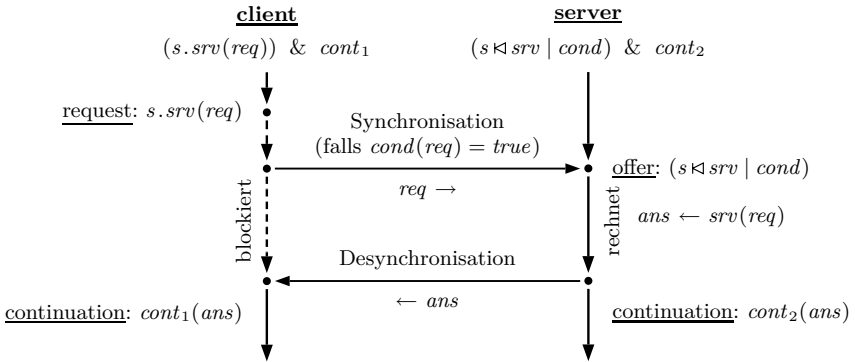 client server
(s.srv(req)) & cont₁ (s⋈srv | cond) & cont₂
request: s.srv(req)
Synchronisation
(falls cond(req) = true)
offer: (s⋈srv | cond)
req →
blockiert
rechnet
ans ← srv(req)
Desynchronisation
← ans
continuation: cont₁(ans) continuation: cont₂(ans)